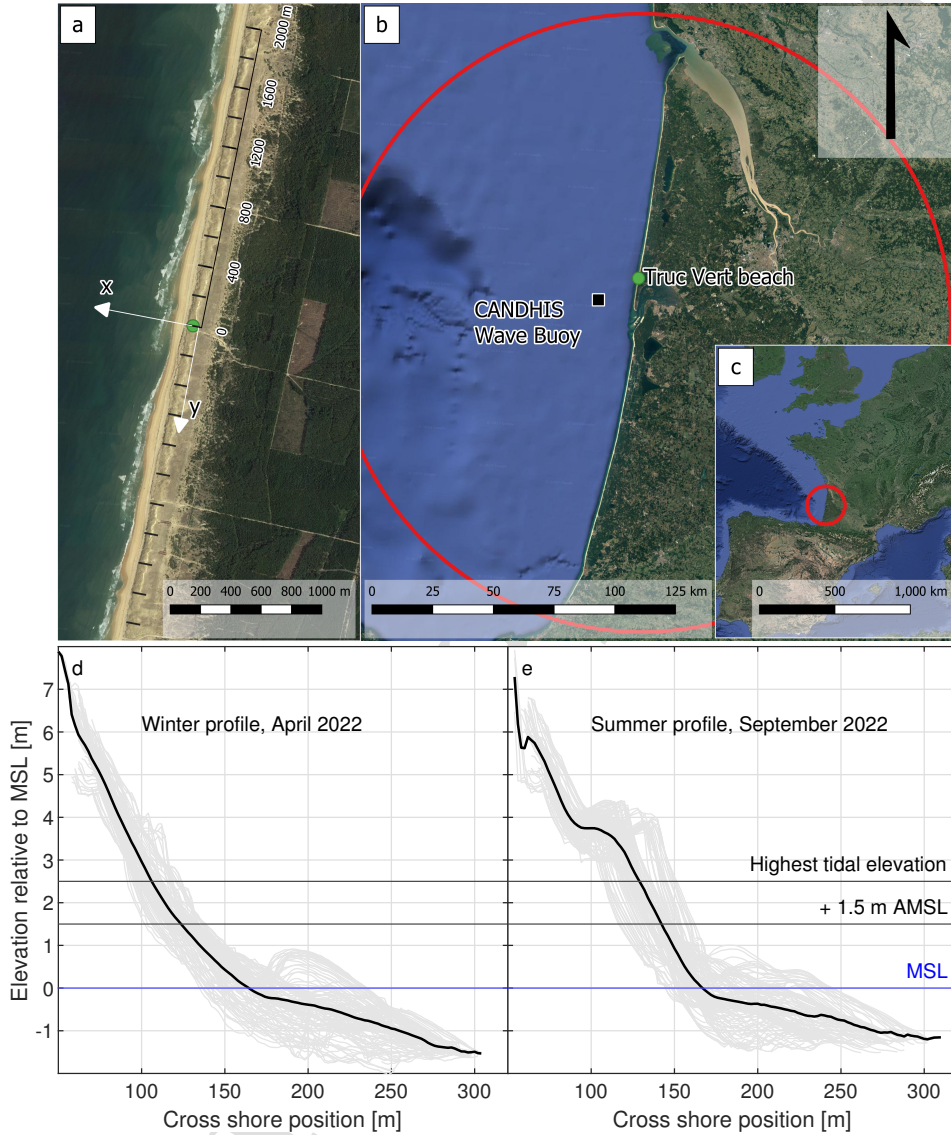 a
2000 m
1600
1200
800
400
0
x
y
0 200 400 600 800 1000 m
b
Truc Vert beach
CANDHIS
Wave Buoy
0 25 50 75 100 125 km
c
0 500 1,000 km
d
Winter profile, April 2022
7
6
5
4
3
2
1
0
-1
Elevation relative to MSL [m]
100 150 200 250 300
Cross shore position [m]
e
Summer profile, September 2022
Highest tidal elevation
+ 1.5 m AMSL
MSL
100 150 200 250 300
Cross shore position [m]